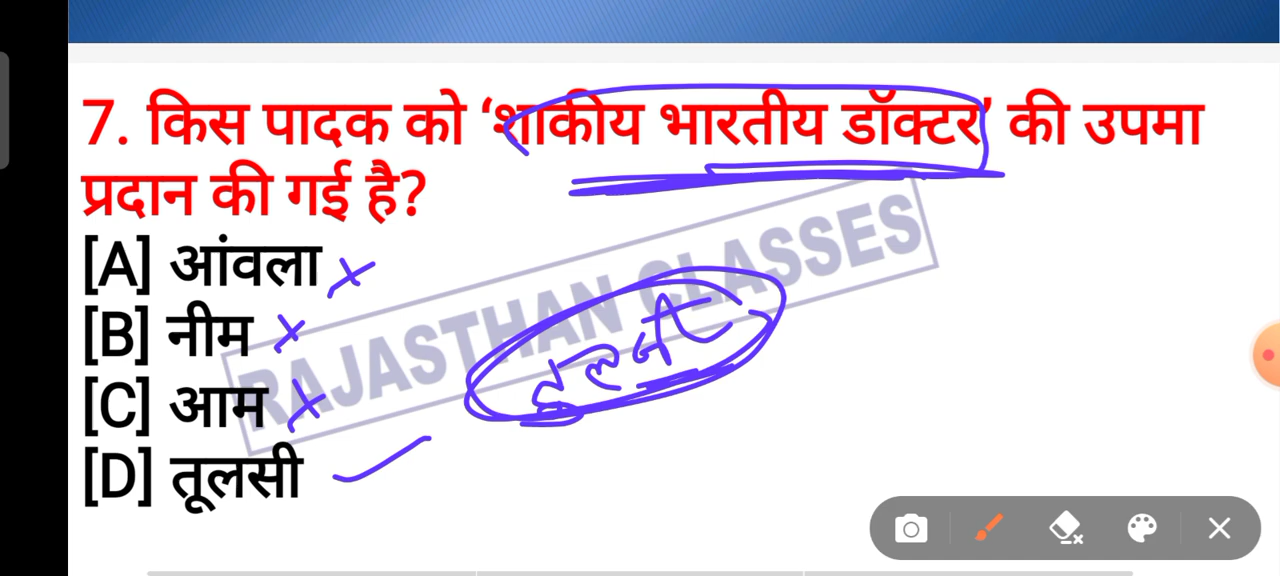 7. किस पादक को ‘शाकीय भारतीय डॉक्टर’ की उपमा
प्रदान की गई है?
[A] आंवला
[B] नीम
[C] आम
[D] तूलसी
RAJASTHAN CLASSES